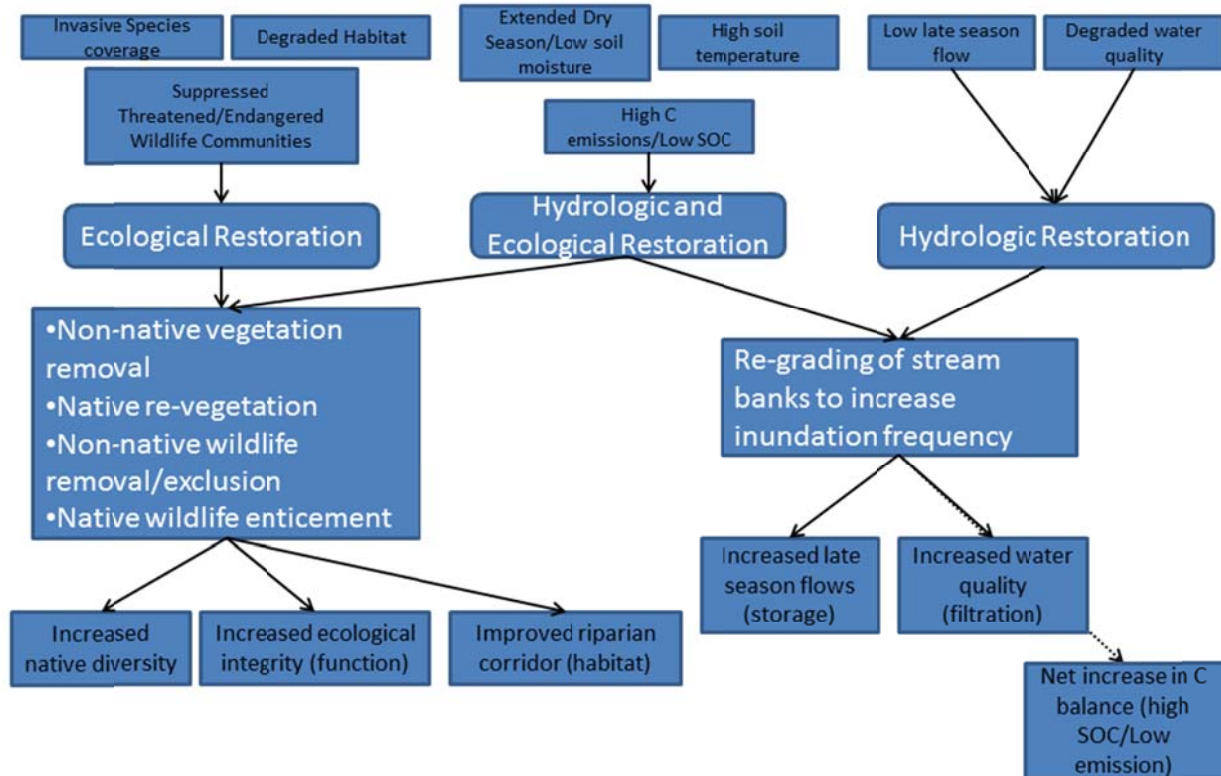 Invasive Species
coverage
Degraded Habitat
Extended Dry
Season/Low soil
moisture
High soil
temperature
Low late season
flow
Degraded water
quality
Suppressed
Threatened/Endangered
Wildlife Communities
High C
emissions/Low SOC
Ecological Restoration
Hydrologic and
Ecological Restoration
Hydrologic Restoration
•Non-native vegetation
removal
•Native re-vegetation
•Non-native wildlife
removal/exclusion
•Native wildlife enticement
Re-grading of stream
banks to increase
inundation frequency
Increased late
season flows
(storage)
Increased water
quality
(filtration)
Increased
native diversity
Increased ecological
integrity (function)
Improved riparian
corridor (habitat)
Net increase in C
balance (high
SOC/Low
emission)